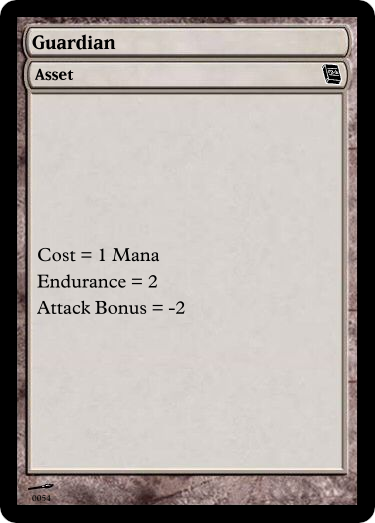 Guardian
Asset
Cost = 1 Mana
Endurance = 2
Attack Bonus = -2
0054